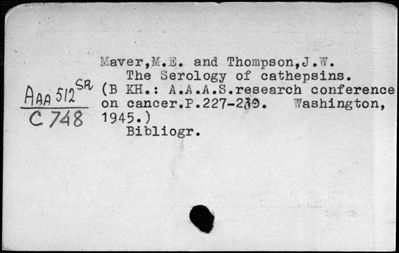 Maver,M.E. and Thompson,J.W.
The Serology of cathepsins.
(В КН.: A.A.A.S.research conference
on cancer.P.227-239. Washington,
1945.)
Bibliogr.
AAA 512 SR
C 748